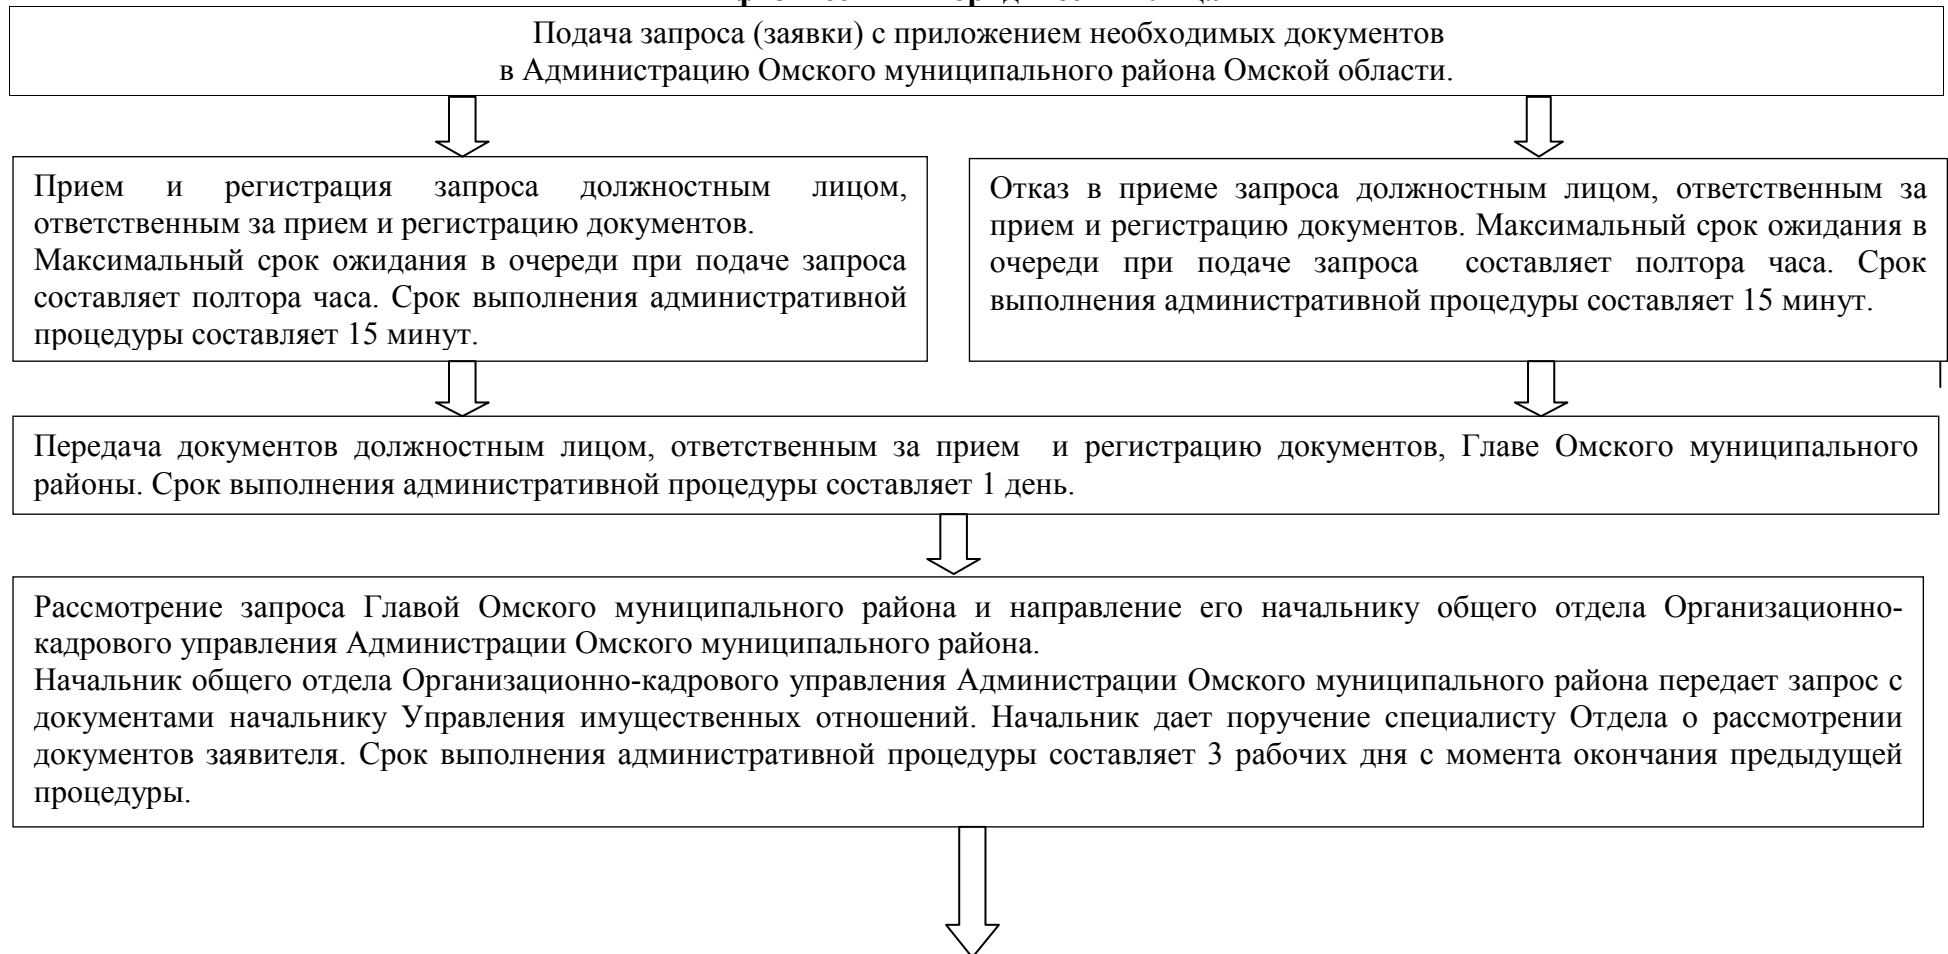 Подача запроса (заявки) с приложением необходимых документов
в Администрацию Омского муниципального района Омской области.
Прием и регистрация запроса должностным лицом,
ответственным за прием и регистрацию документов.
Максимальный срок ожидания в очереди при подаче запроса
составляет полтора часа. Срок выполнения административной
процедуры составляет 15 минут.
Отказ в приеме запроса должностным лицом, ответственным за
прием и регистрацию документов. Максимальный срок ожидания в
очереди при подаче запроса составляет полтора часа. Срок
выполнения административной процедуры составляет 15 минут.
Передача документов должностным лицом, ответственным за прием и регистрацию документов, Главе Омского муниципального
районы. Срок выполнения административной процедуры составляет 1 день.
Рассмотрение запроса Главой Омского муниципального района и направление его начальнику общего отдела Организационно-
кадрового управления Администрации Омского муниципального района.
Начальник общего отдела Организационно-кадрового управления Администрации Омского муниципального района передает запрос с
документами начальнику Управления имущественных отношений. Начальник дает поручение специалисту Отдела о рассмотрении
документов заявителя. Срок выполнения административной процедуры составляет 3 рабочих дня с момента окончания предыдущей
процедуры.